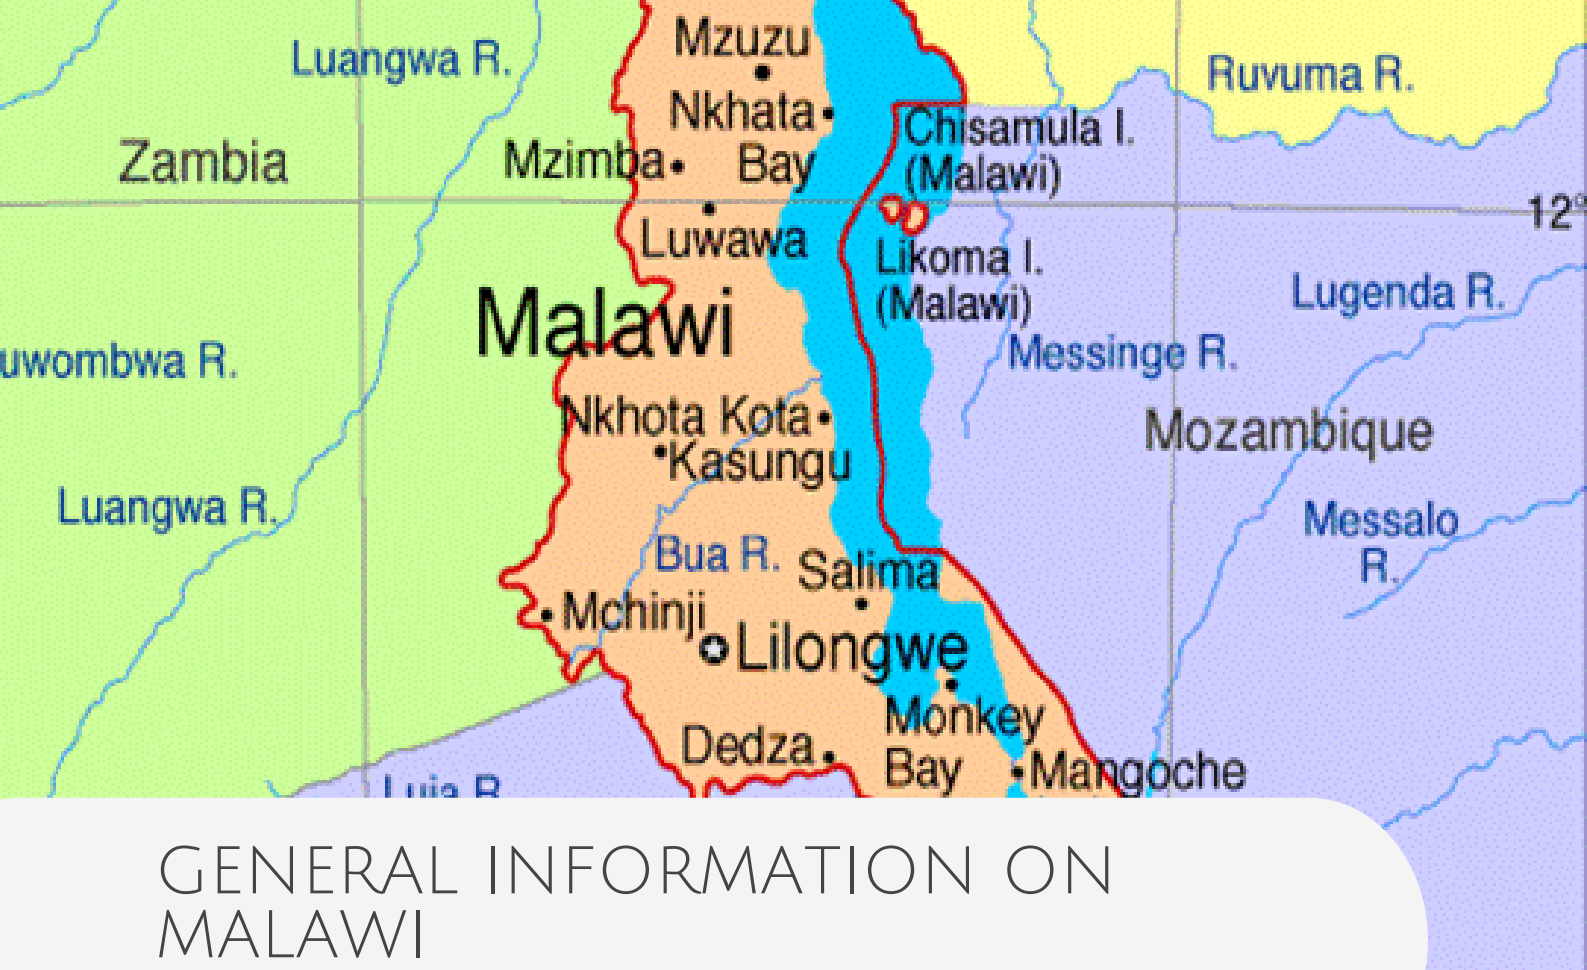 Mzuzu
Luangwa R.
Ruvuma R.
Nkhata
Bay
Chisamula I.
(Malawi)
Zambia
Mzimba
12°
Luwawa
Likoma I.
(Malawi)
Lugenda R.
Malawi
Messinge R.
uwombwa R.
Nkhota Kota
Mozambique
Kasungu
Luangwa R.
Messalo
R.
Bua R.
Salima
Mchinji
Lilongwe
Monkey
Bay
Dedza
Mangoche
Luia R
GENERAL INFORMATION ON
MALAWI